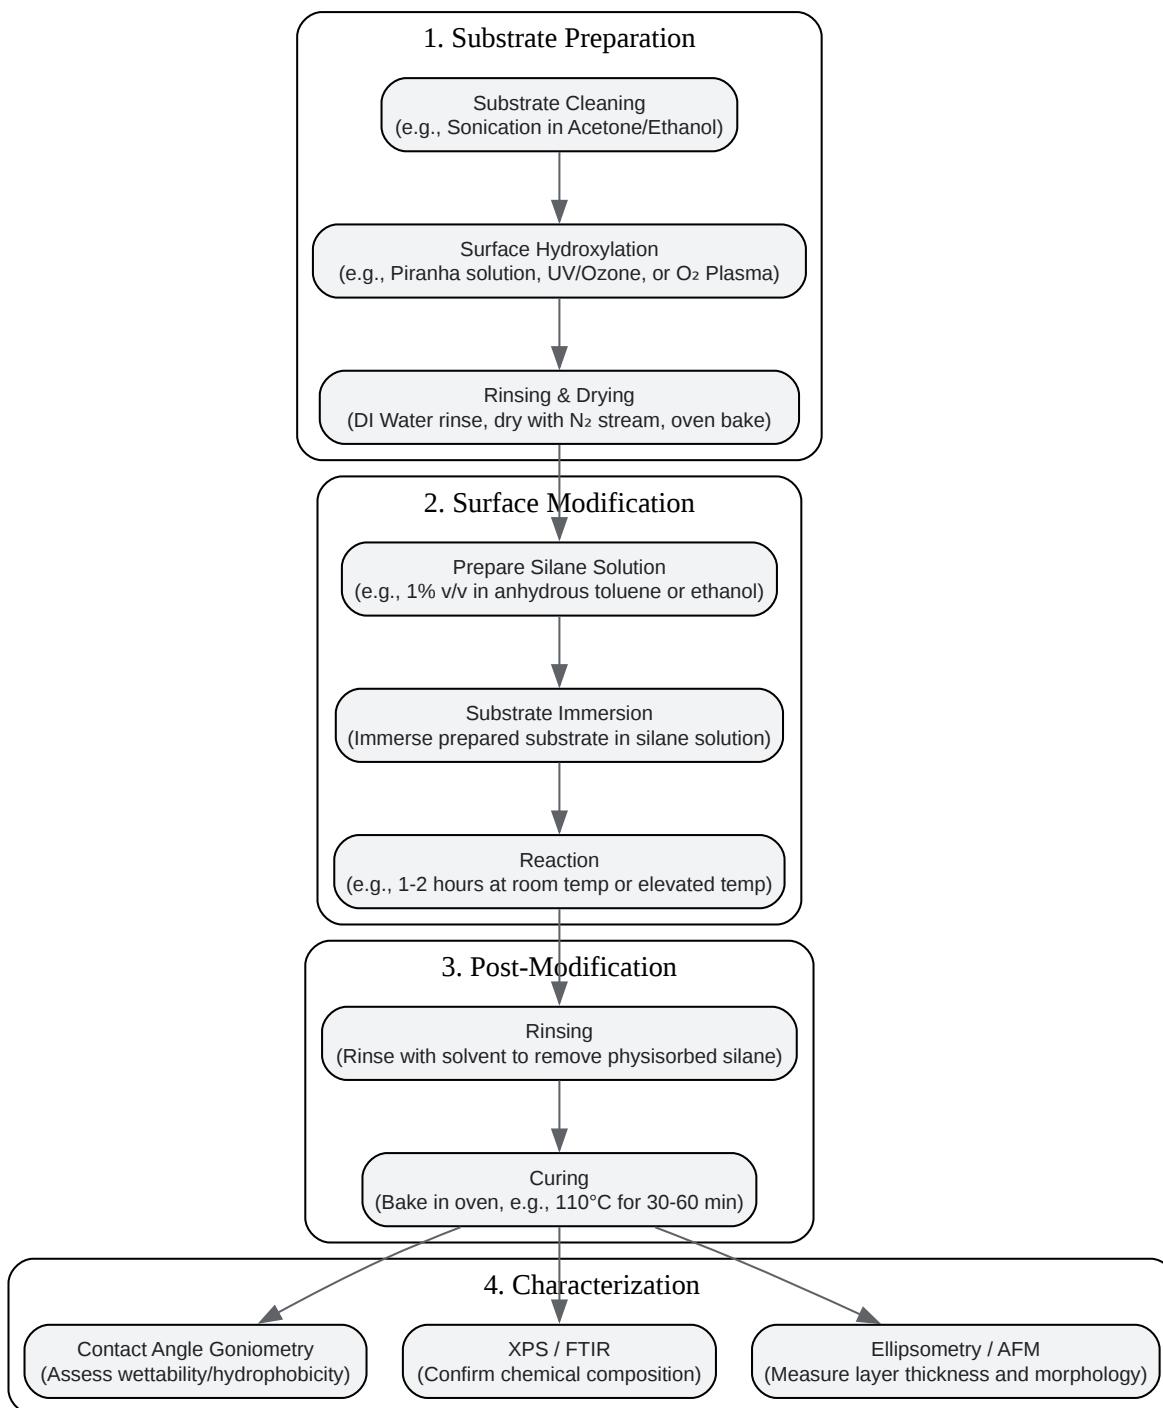 1. Substrate Preparation
Substrate Cleaning
(e.g., Sonication in Acetone/Ethanol)
Surface Hydroxylation
(e.g., Piranha solution, UV/Ozone, or O₂ Plasma)
Rinsing & Drying
(DI Water rinse, dry with N₂ stream, oven bake)
2. Surface Modification
Prepare Silane Solution
(e.g., 1% v/v in anhydrous toluene or ethanol)
Substrate Immersion
(Immerse prepared substrate in silane solution)
Reaction
(e.g., 1-2 hours at room temp or elevated temp)
3. Post-Modification
Rinsing
(Rinse with solvent to remove physisorbed silane)
Curing
(Bake in oven, e.g., 110°C for 30-60 min)
4. Characterization
Contact Angle Goniometry
(Assess wettability/hydrophobicity)
XPS / FTIR
(Confirm chemical composition)
Ellipsometry / AFM
(Measure layer thickness and morphology)